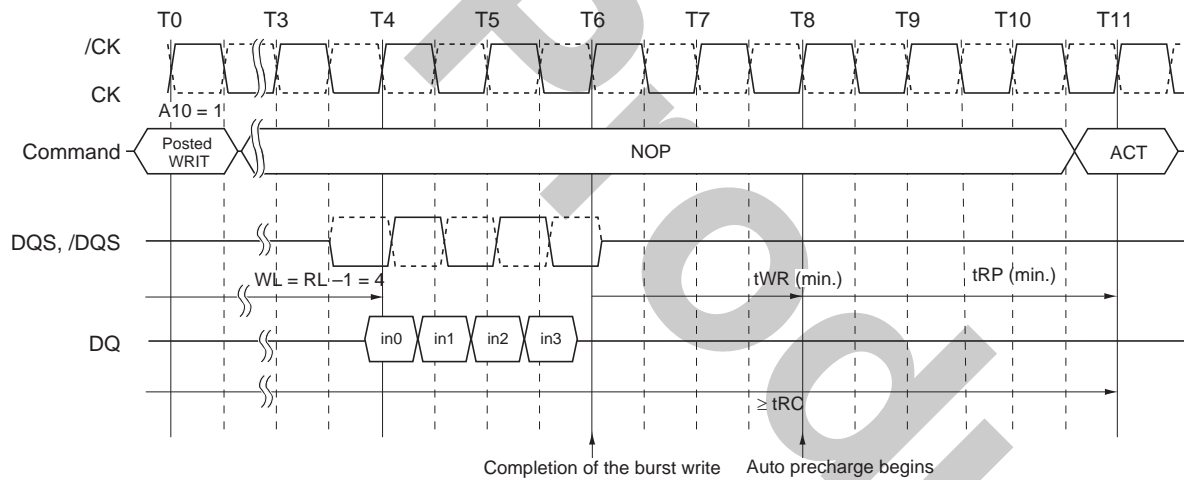 T0 T3 T4 T5 T6 T7 T8 T9 T10 T11
/CK
CK
A10 = 1
Command
Posted
WRIT
NOP
ACT
DQS, /DQS
WL = RL –1 = 4
tWR (min.)
tRP (min.)
DQ
in0 in1 in2 in3
≥ tRC
Completion of the burst write
Auto precharge begins
Prod